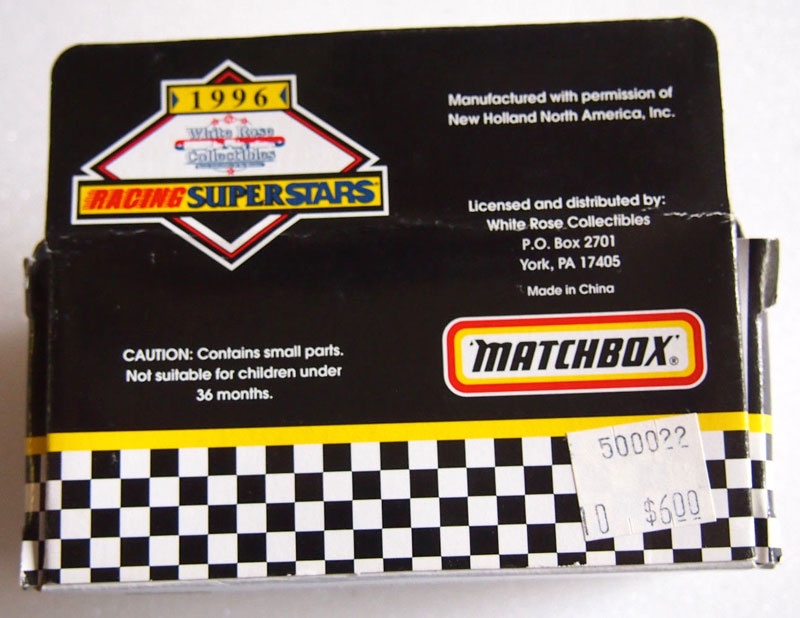 1996
White Rose
Collectibles
RACING SUPERSTARS
Manufactured with permission of
New Holland North America, Inc.
Licensed and distributed by:
White Rose Collectibles
P.O. Box 2701
York, PA 17405
Made in China
CAUTION: Contains small parts.
Not suitable for children under
36 months.
MATCHBOX®
500022
10 $6.00